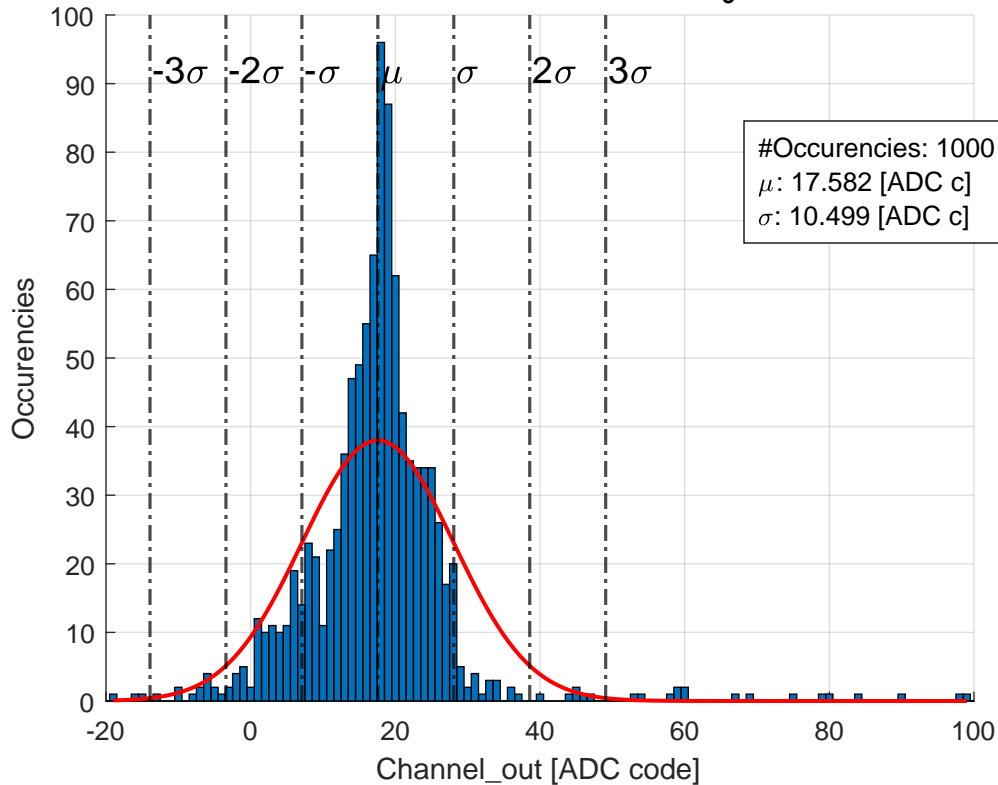 100
90
80
70
60
50
40
30
20
10
0
Occurencies
-3σ -2σ -σ μ σ 2σ 3σ
#Occurencies: 1000
μ: 17.582 [ADC c]
σ: 10.499 [ADC c]
-20 0 20 40 60 80 100
Channel_out [ADC code]